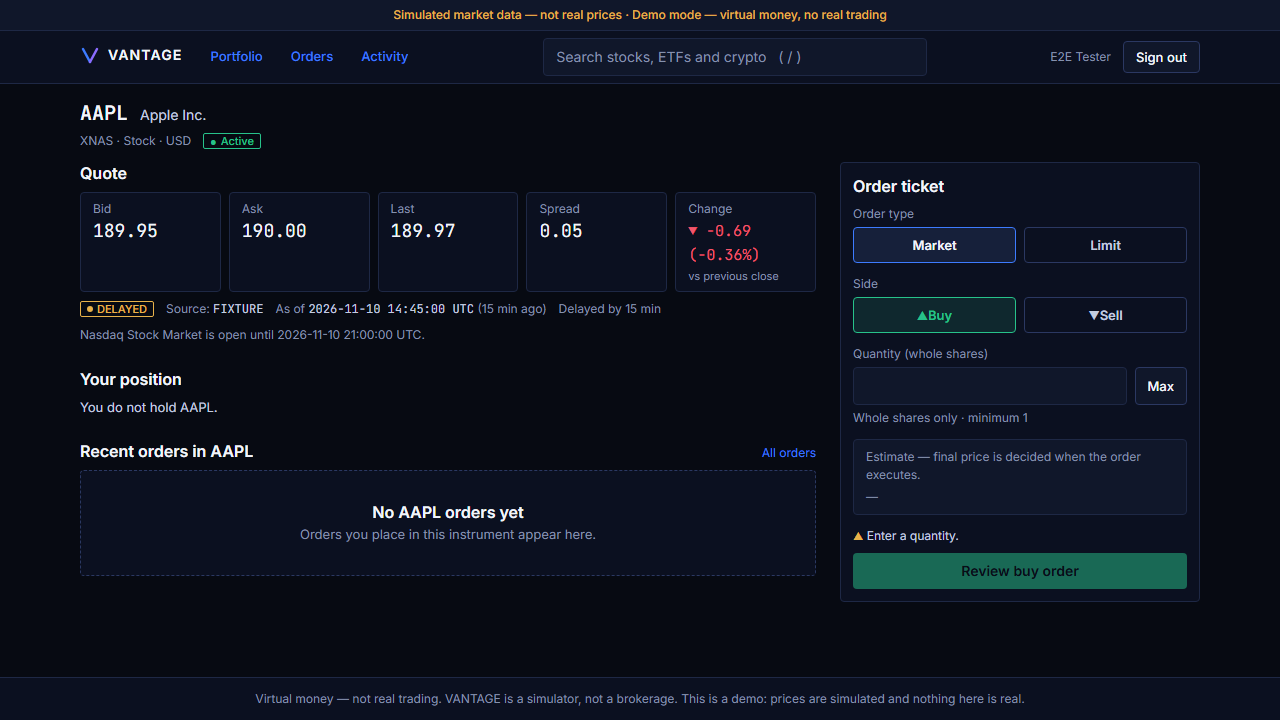 Simulated market data — not real prices · Demo mode — virtual money, no real trading
VANTAGE
Portfolio
Orders
Activity
Search stocks, ETFs and crypto ( / )
E2E Tester
Sign out
AAPL Apple Inc.
XNAS · Stock · USD
Active
Quote
Bid
189.95
Ask
190.00
Last
189.97
Spread
0.05
Change
▼ -0.69
(-0.36%)
vs previous close
DELAYED Source: FIXTURE As of 2026-11-10 14:45:00 UTC (15 min ago) Delayed by 15 min
Nasdaq Stock Market is open until 2026-11-10 21:00:00 UTC.
Your position
You do not hold AAPL.
Recent orders in AAPL
All orders
No AAPL orders yet
Orders you place in this instrument appear here.
Order ticket
Order type
Market
Limit
Side
▲Buy
▼Sell
Quantity (whole shares)
Max
Whole shares only · minimum 1
Estimate — final price is decided when the order
executes.
—
▲ Enter a quantity.
Review buy order
Virtual money — not real trading. VANTAGE is a simulator, not a brokerage. This is a demo: prices are simulated and nothing here is real.